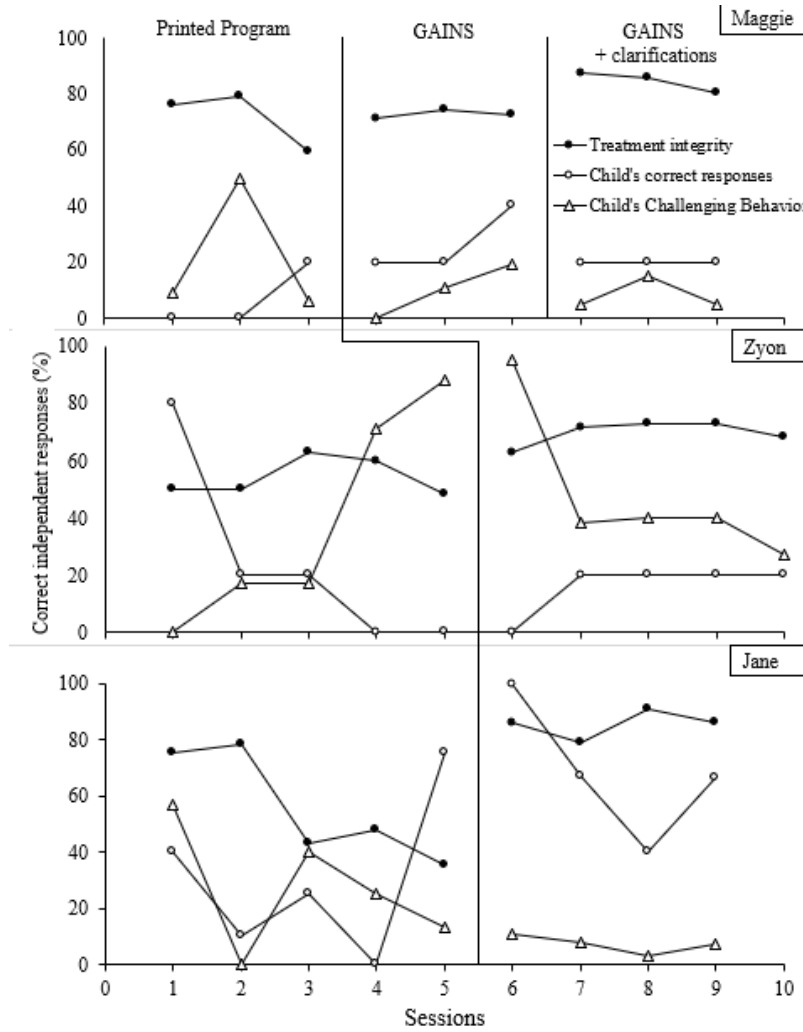 Maggie
Printed Program
GAINS
GAINS
+ clarifications
100
80
60
40
20
0
Treatment integrity
Child's correct responses
Child's Challenging Behavior
Correct independent responses (%)
Zyon
100
80
60
40
20
0
Jane
100
80
60
40
20
0
0 1 2 3 4 5 6 7 8 9 10
Sessions